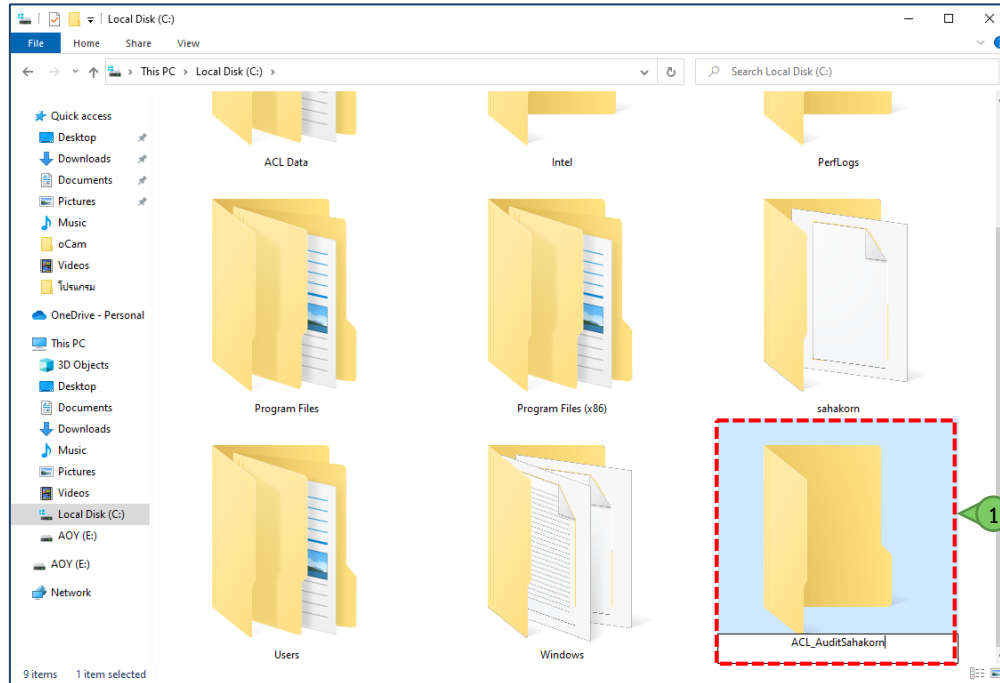 Local Disk (C:)
File Home Share View
This PC > Local Disk (C:) >
Search Local Disk (C:)
Quick access
Desktop
Downloads
Documents
Pictures
Music
oCam
Videos
โปรแกรม
OneDrive - Personal
This PC
3D Objects
Desktop
Documents
Downloads
Music
Pictures
Videos
Local Disk (C:)
AOY (E:)
AOY (E:)
Network
ACL Data Intel PerfLogs
Program Files Program Files (x86) sahakorn
1
Users Windows ACL_AuditSahakorn
9 items 1 item selected